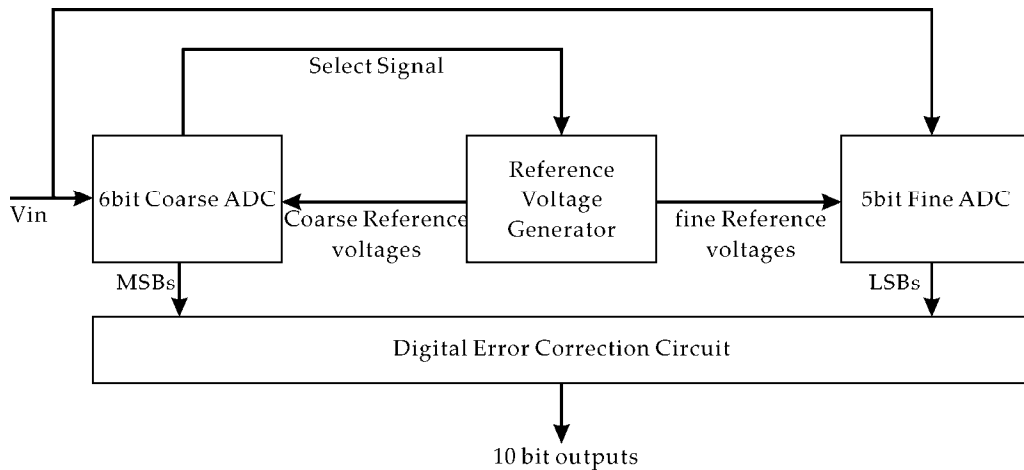 Select Signal
6bit Coarse ADC
Reference
Voltage
Generator
5bit Fine ADC
Vin
Coarse Reference
voltages
fine Reference
voltages
MSBs
LSBs
Digital Error Correction Circuit
10 bit outputs